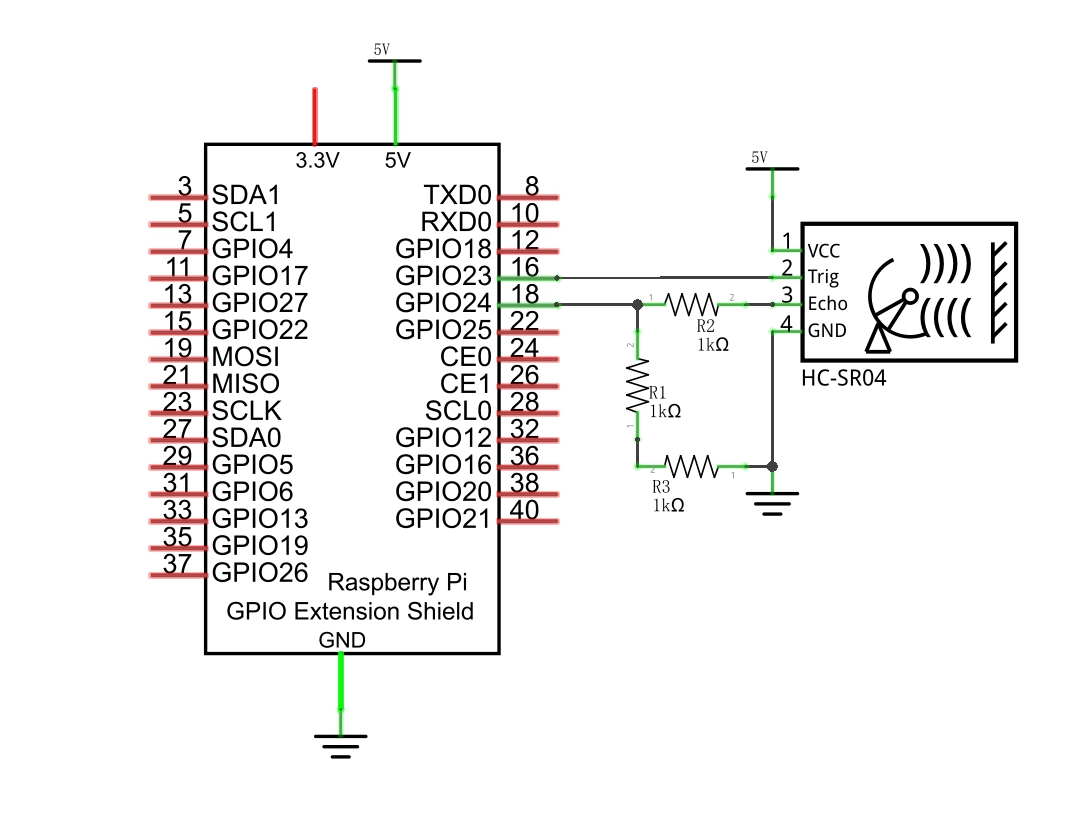 5V
3.3V 5V
3 SDA1 TXD0 8
5 SCL1 RXD0 10
7 GPIO4 GPIO18 12
11 GPIO17 GPIO23 16
13 GPIO27 GPIO24 18
15 GPIO22 GPIO25 22
19 MOSI CE0 24
21 MISO CE1 26
23 SCLK SCL0 28
27 SDA0 GPIO12 32
29 GPIO5 GPIO16 36
31 GPIO6 GPIO20 38
33 GPIO13 GPIO21 40
35 GPIO19
37 GPIO26
Raspberry Pi
GPIO Extension Shield
GND
5V
1 VCC
2 Trig
3 Echo
4 GND
HC-SR04
1 2
R2
1kΩ
2
R1
1kΩ
1
2 1
R3
1kΩ